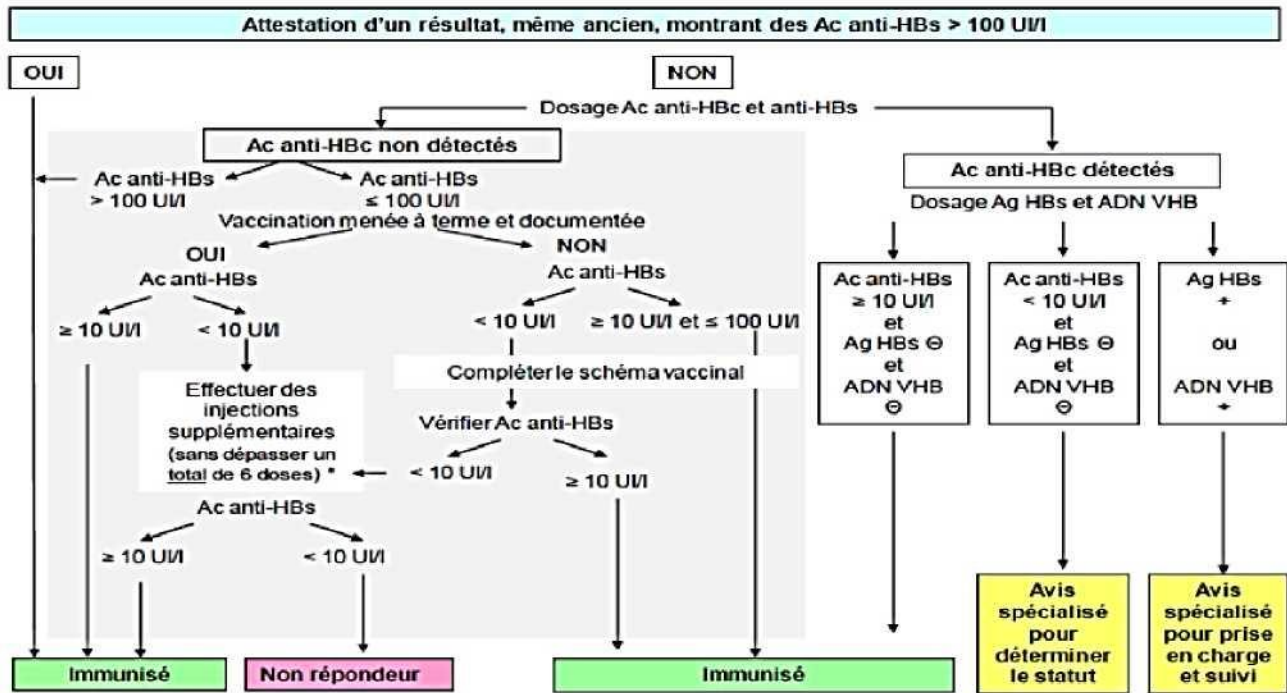 Attestation d'un résultat, même ancien, montrant des Ac anti-HBs > 100 UI/l
OUI
NON
Dosage Ac anti-HBc et anti-HBs
Ac anti-HBc non détectés
Ac anti-HBs
> 100 UI/l
Ac anti-HBs
≤ 100 UI/l
Vaccination menée à terme et documentée
OUI
Ac anti-HBs
≥ 10 UI/l
< 10 UI/l
Effectuer des
injections
supplémentaires
(sans dépasser un
total de 6 doses) *
Ac anti-HBs
≥ 10 UI/l
< 10 UI/l
NON
Ac anti-HBs
< 10 UI/l
≥ 10 UI/l et ≤ 100 UI/l
Compléter le schéma vaccinal
Vérifier Ac anti-HBs
< 10 UI/l
≥ 10 UI/l
Ac anti-HBc détectés
Dosage Ag HBs et ADN VHB
Ac anti-HBs
≥ 10 UI/l
et
Ag HBs ⊖
et
ADN VHB
⊖
Ac anti-HBs
< 10 UI/l
et
Ag HBs ⊖
et
ADN VHB
⊖
Ag HBs
+
ou
ADN VHB
+
Immunisé
Non répondeur
Immunisé
Avis
spécialisé
pour
déterminer
le statut
Avis
spécialisé
pour prise
en charge
et suivi